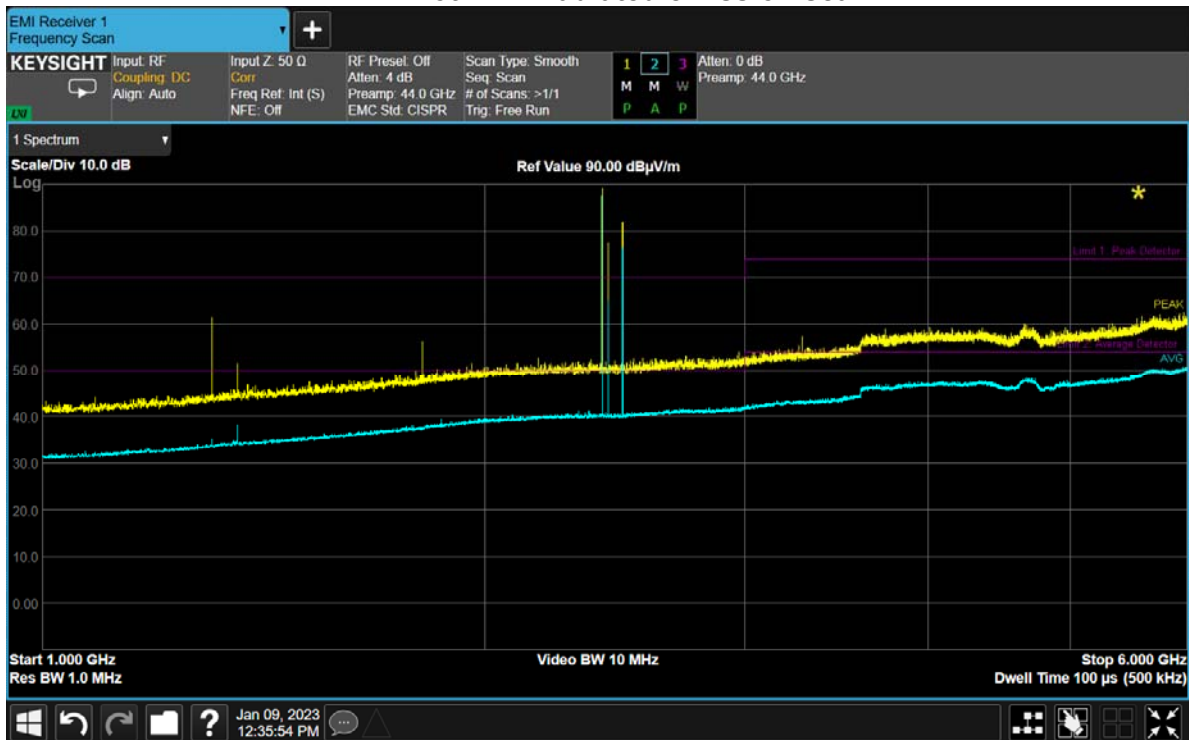 EMI Receiver 1
Frequency Scan
+
KEYSIGHT
LXI
Input: RF
Coupling: DC
Align: Auto
Input Z: 50 Ω
Corr
Freq Ref: Int (S)
NFE: Off
RF Preset: Off
Atten: 4 dB
Preamp: 44.0 GHz
EMC Std: CISPR
Scan Type: Smooth
Seq: Scan
# of Scans: >1/1
Trig: Free Run
1 2 3
M M W
P A P
Atten: 0 dB
Preamp: 44.0 GHz
1 Spectrum
Scale/Div 10.0 dB
Ref Value 90.00 dBµV/m
Log
80.0
70.0
60.0
50.0
40.0
30.0
20.0
10.0
0.00
Limit 1: Peak Detector
PEAK
2: Average Detector
AVG
Start 1.000 GHz
Video BW 10 MHz
Stop 6.000 GHz
Res BW 1.0 MHz
Dwell Time 100 µs (500 kHz)
?
Jan 09, 2023
12:35:54 PM